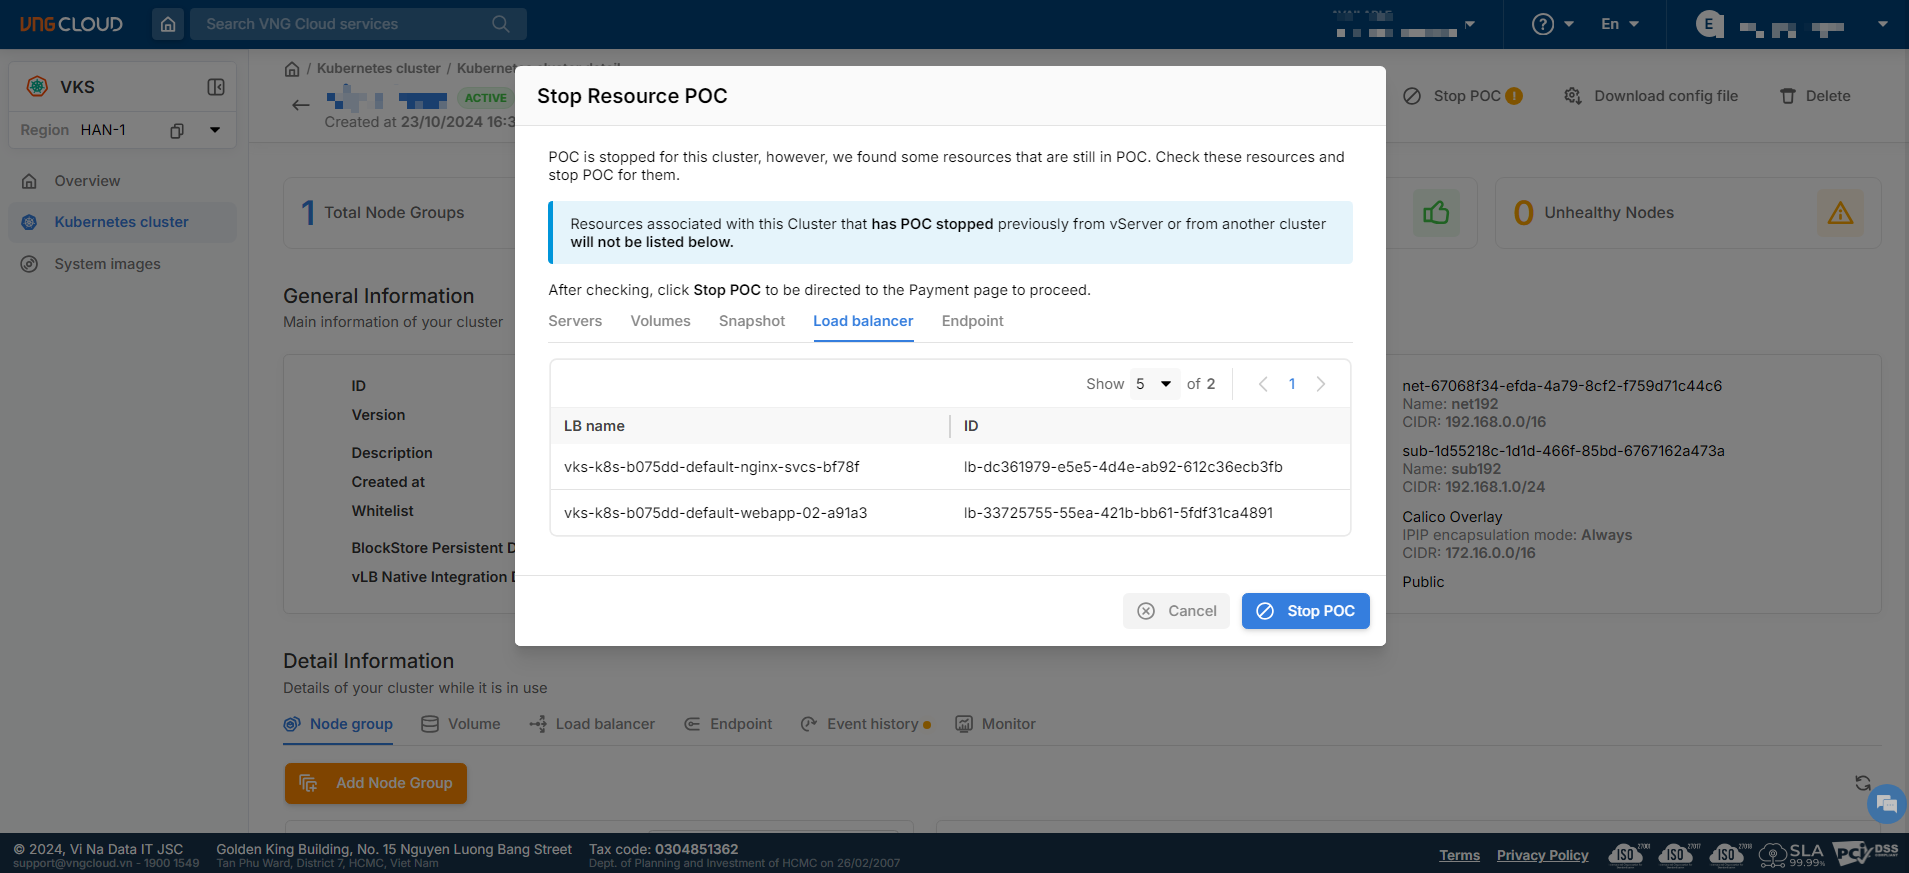 VNG CLOUD
Search VNG Cloud services
En
E
VKS
Region HAN-1
Overview
Kubernetes cluster
System images
/ Kubernetes cluster /
ACTIVE
Created at 23/10/2024 16:3
Stop POC
Download config file
Delete
1 Total Node Groups
0 Unhealthy Nodes
General Information
Main information of your cluster
ID
Version
Description
Created at
Whitelist
BlockStore Persistent D
vLB Native Integration D
net-67068f34-efda-4a79-8cf2-f759d71c44c6
Name: net192
CIDR: 192.168.0.0/16
sub-1d55218c-1d1d-466f-85bd-6767162a473a
Name: sub192
CIDR: 192.168.1.0/24
Calico Overlay
IPIP encapsulation mode: Always
CIDR: 172.16.0.0/16
Public
Stop Resource POC
POC is stopped for this cluster, however, we found some resources that are still in POC. Check these resources and
stop POC for them.
Resources associated with this Cluster that has POC stopped previously from vServer or from another cluster
will not be listed below.
After checking, click Stop POC to be directed to the Payment page to proceed.
Servers Volumes Snapshot Load balancer Endpoint
Show 5 of 2 1
LB name ID
vks-k8s-b075dd-default-nginx-svcs-bf78f lb-dc361979-e5e5-4d4e-ab92-612c36ecb3fb
vks-k8s-b075dd-default-webapp-02-a91a3 lb-33725755-55ea-421b-bb61-5fdf31ca4891
Cancel Stop POC
Detail Information
Details of your cluster while it is in use
Node group Volume Load balancer Endpoint Event history Monitor
Add Node Group
© 2024, Vi Na Data IT JSC
support@vngcloud.vn - 1900 1549
Golden King Building, No. 15 Nguyen Luong Bang Street
Tan Phu Ward, District 7, HCMC, Viet Nam
Tax code: 0304851362
Dept. of Planning and Investment of HCMC on 26/02/2007
Terms Privacy Policy
ISO ISO ISO
SLA 99.99%
PCI DSS